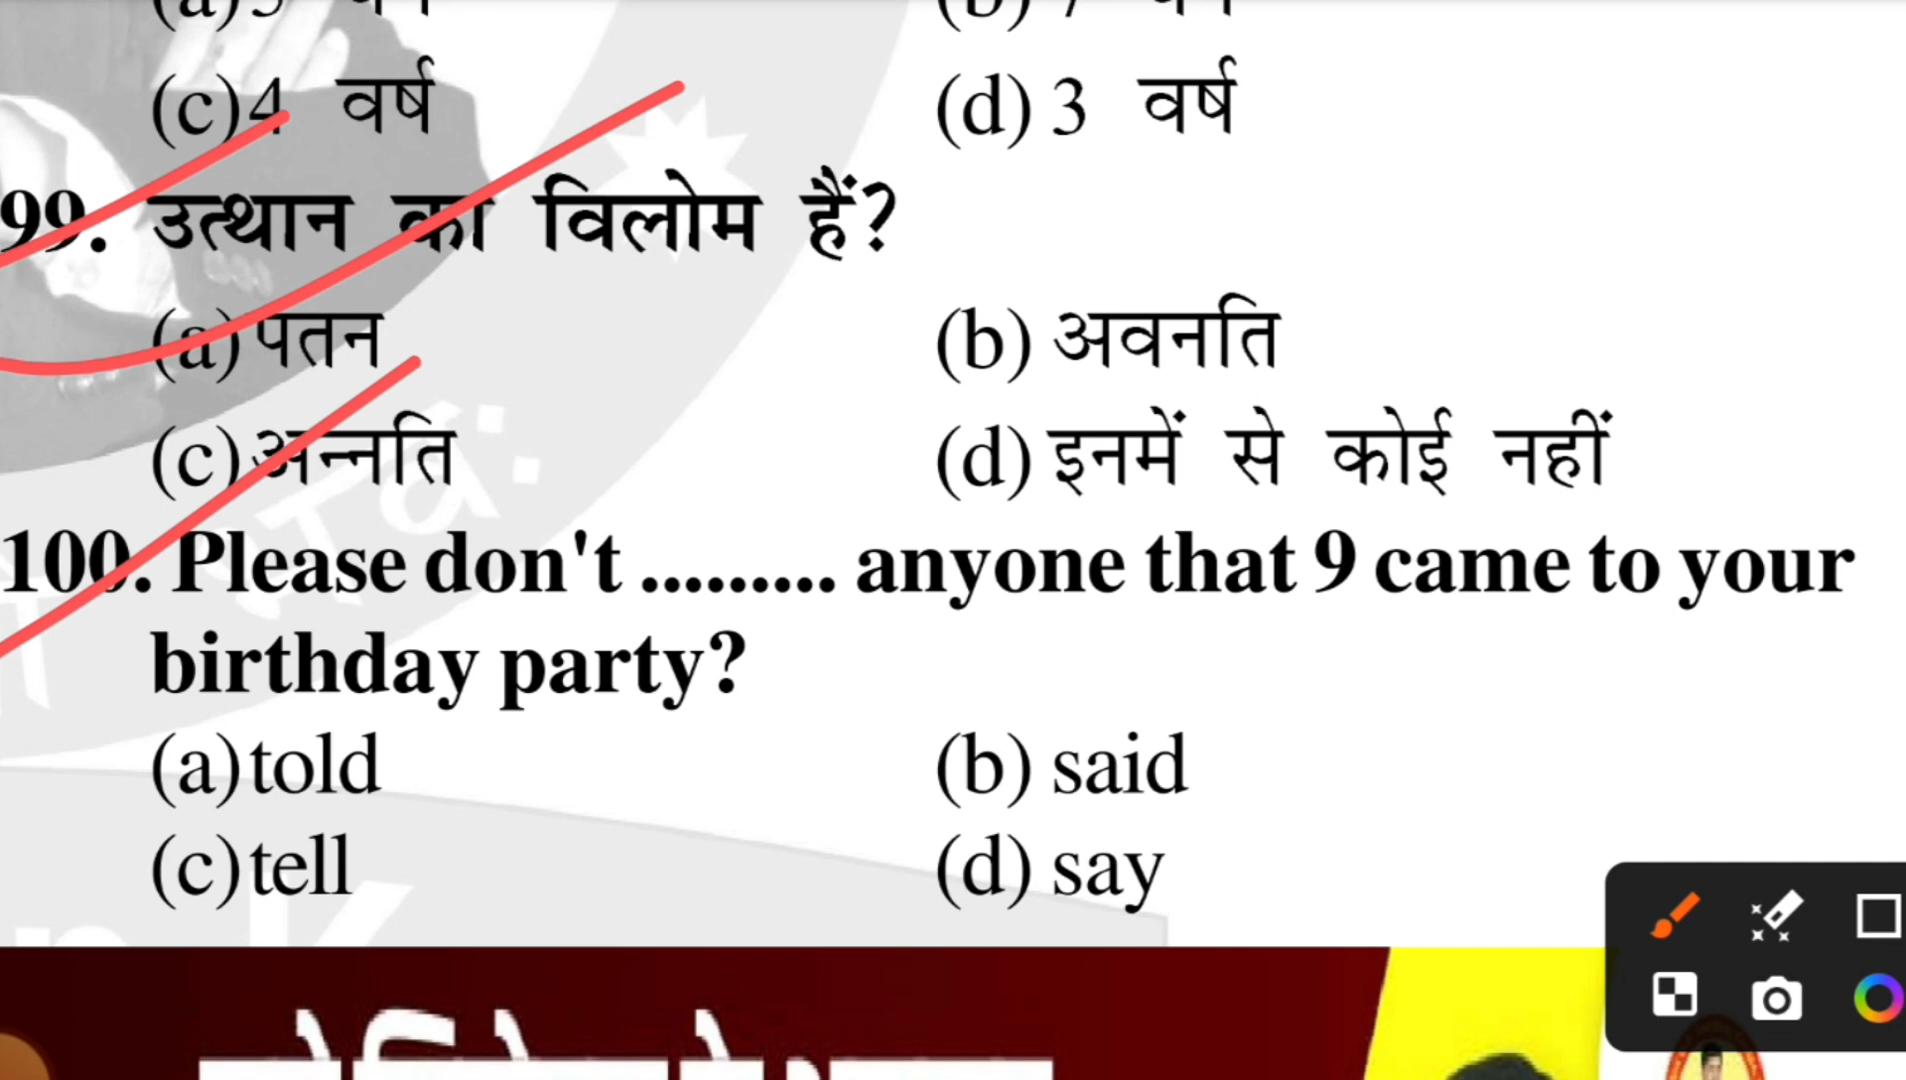 (c) 4 वर्ष (d) 3 वर्ष
99. उत्थान का विलोम हैं?
(a) पतन (b) अवनति
(c) अन्नति (d) इनमें से कोई नहीं
100. Please don't ......... anyone that 9 came to your
birthday party?
(a) told (b) said
(c) tell (d) say